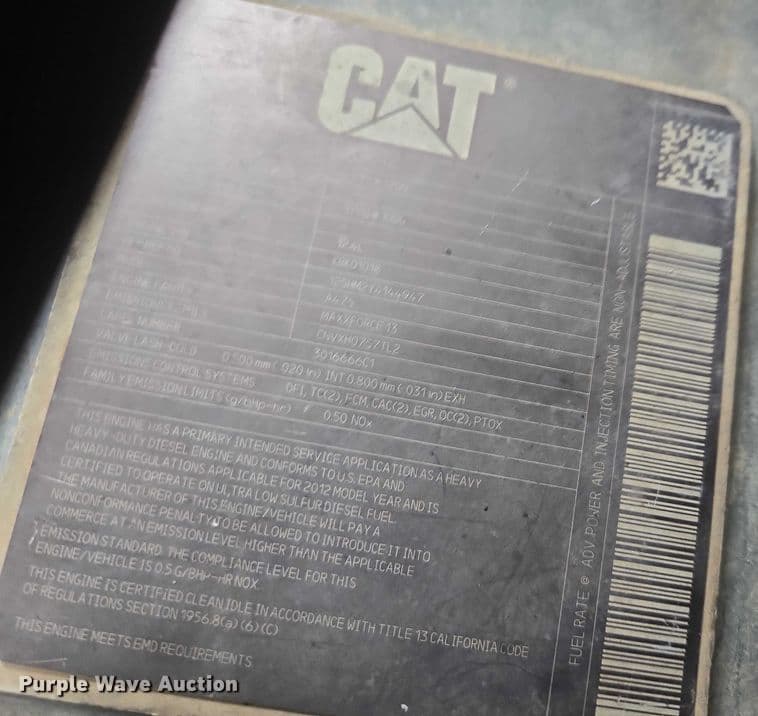 CAT
A475
MAXXFORCE 13
CNVXH0757TL2
3016666C1
VALVE LASH-COLD 0.500 mm (.020 in) INT 0.800 mm (.031 in) EXH
EMISSIONS CONTROL SYSTEMS DFI, TC(2), ECM, CAC(2), EGR, OC(2), PTOX
FAMILY EMISSION LIMITS (g/bHp-hr) 0.50 NOx
THIS ENGINE HAS A PRIMARY INTENDED SERVICE APPLICATION AS A HEAVY
HEAVY-DUTY DIESEL ENGINE AND CONFORMS TO U.S. EPA AND
CANADIAN REGULATIONS APPLICABLE FOR 2012 MODEL YEAR AND IS
CERTIFIED TO OPERATE ON ULTRA LOW SULFUR DIESEL FUEL.
THE MANUFACTURER OF THIS ENGINE/VEHICLE WILL PAY A
NONCONFORMANCE PENALTY TO BE ALLOWED TO INTRODUCE IT INTO
COMMERCE AT AN EMISSION LEVEL HIGHER THAN THE APPLICABLE
EMISSION STANDARD. THE COMPLIANCE LEVEL FOR THIS
ENGINE/VEHICLE IS 0.5 G/BHP-HR NOX.
THIS ENGINE IS CERTIFIED CLEAN IDLE IN ACCORDANCE WITH TITLE 13 CALIFORNIA CODE
OF REGULATIONS SECTION 1956.8(a)(6)(C)
THIS ENGINE MEETS EMD REQUIREMENTS
FUEL RATE @ ADV. POWER AND INJECTION TIMING ARE NON-ADJUSTABLE
Purple Wave Auction